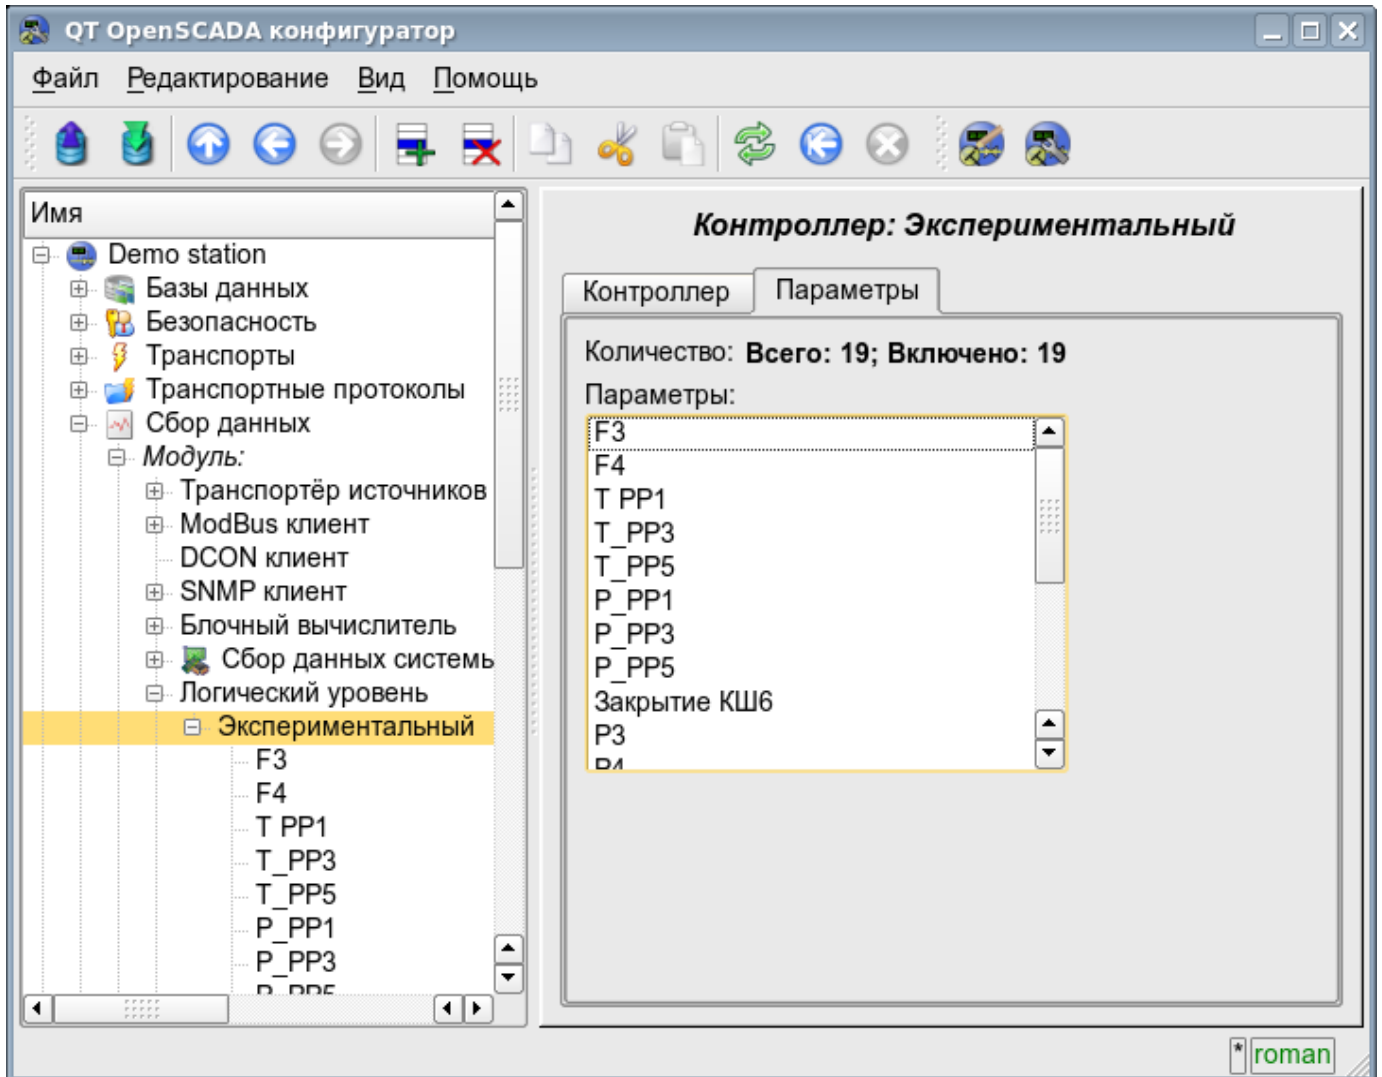 QT OpenSCADA конфигуратор
Файл Редактирование Вид Помощь
Имя
Demo station
Базы данных
Безопасность
Транспорты
Транспортные протоколы
Сбор данных
Модуль:
Транспортёр источников
ModBus клиент
DCON клиент
SNMP клиент
Блочный вычислитель
Сбор данных системы
Логический уровень
Экспериментальный
F3
F4
T PP1
T_PP3
T_PP5
P_PP1
P_PP3
P_PP5
Контроллер: Экспериментальный
Контроллер Параметры
Количество: Всего: 19; Включено: 19
Параметры:
F3
F4
T PP1
T_PP3
T_PP5
P_PP1
P_PP3
P_PP5
Закрытие КШ6
P3
P4
* roman